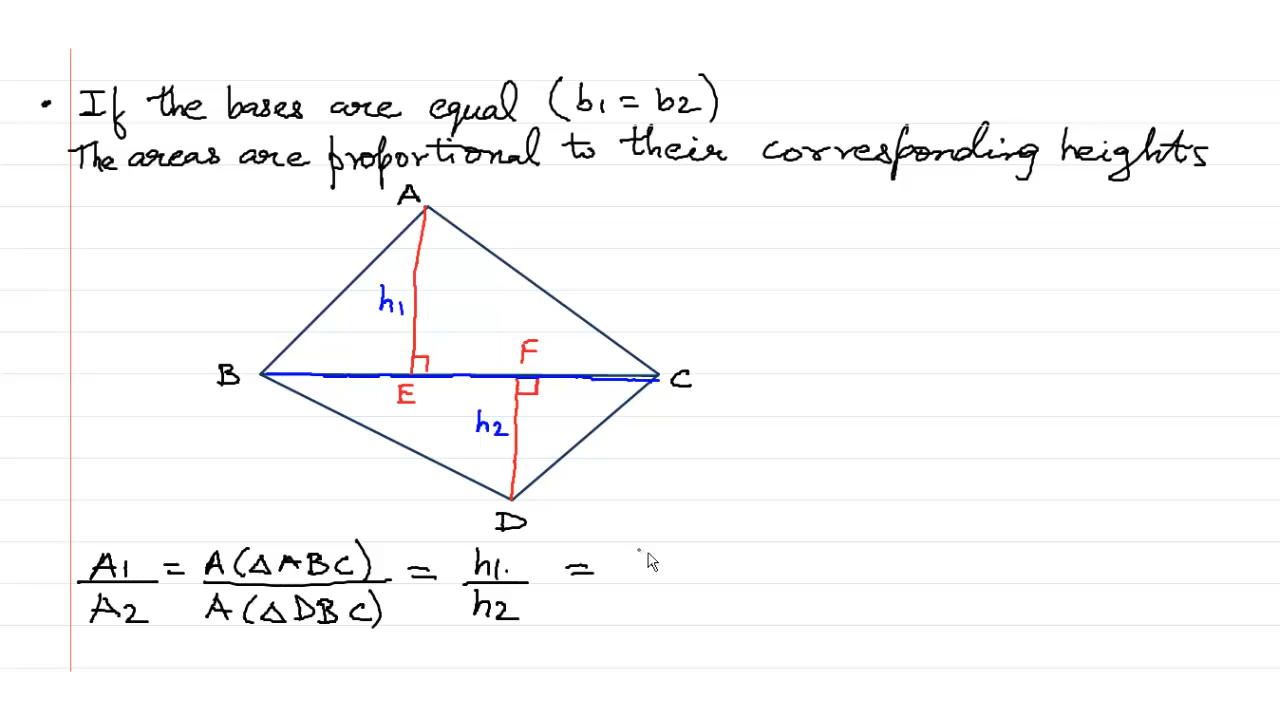 • If the bases are equal (b1 = b2)
The areas are proportional to their corresponding heights
A
h1
F
B
E
C
h2
D
A1 / A2 = A(△ABC) / A(△DBC) = h1. / h2 =